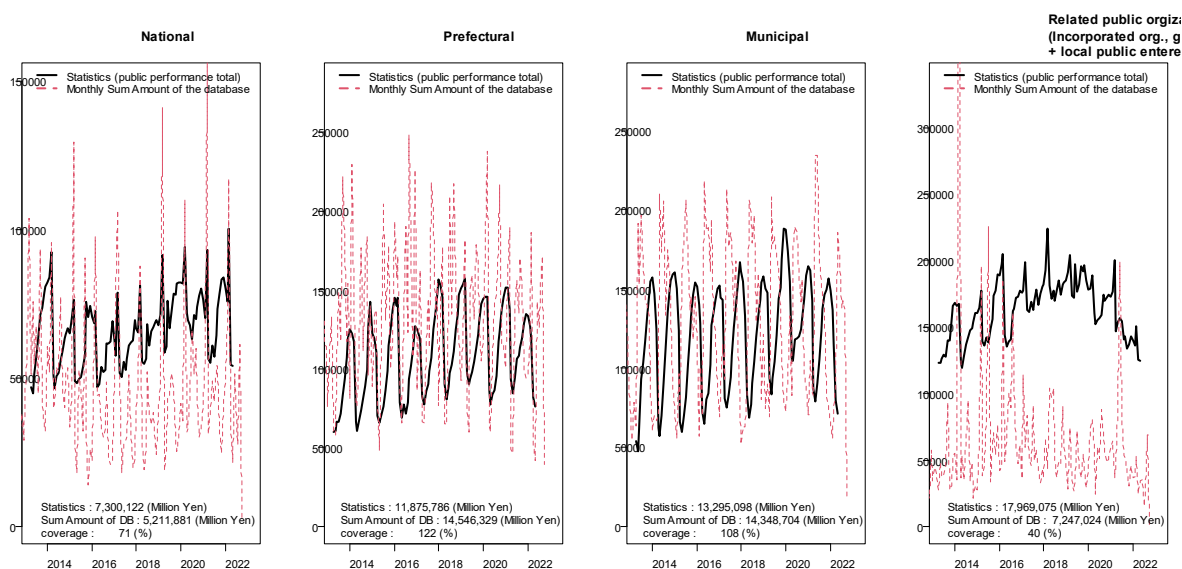 National
Statistics (public performance total)
Monthly Sum Amount of the database
150000
100000
50000
0
Statistics : 7,300,122 (Million Yen)
Sum Amount of DB : 5,211,881 (Million Yen)
coverage : 71 (%)
2014 2016 2018 2020 2022
Prefectural
Statistics (public performance total)
Monthly Sum Amount of the database
250000
200000
150000
100000
50000
0
Statistics : 11,875,786 (Million Yen)
Sum Amount of DB : 14,546,329 (Million Yen)
coverage : 122 (%)
2014 2016 2018 2020 2022
Municipal
Statistics (public performance total)
Monthly Sum Amount of the database
250000
200000
150000
100000
50000
0
Statistics : 13,295,098 (Million Yen)
Sum Amount of DB : 14,348,704 (Million Yen)
coverage : 108 (%)
2014 2016 2018 2020 2022
Related public orgiza
(Incorporated org., g
+ local public entere
Statistics (public performance total)
Monthly Sum Amount of the database
300000
250000
200000
150000
100000
50000
0
Statistics : 17,969,075 (Million Yen)
Sum Amount of DB : 7,247,024 (Million Yen)
coverage : 40 (%)
2014 2016 2018 2020 2022